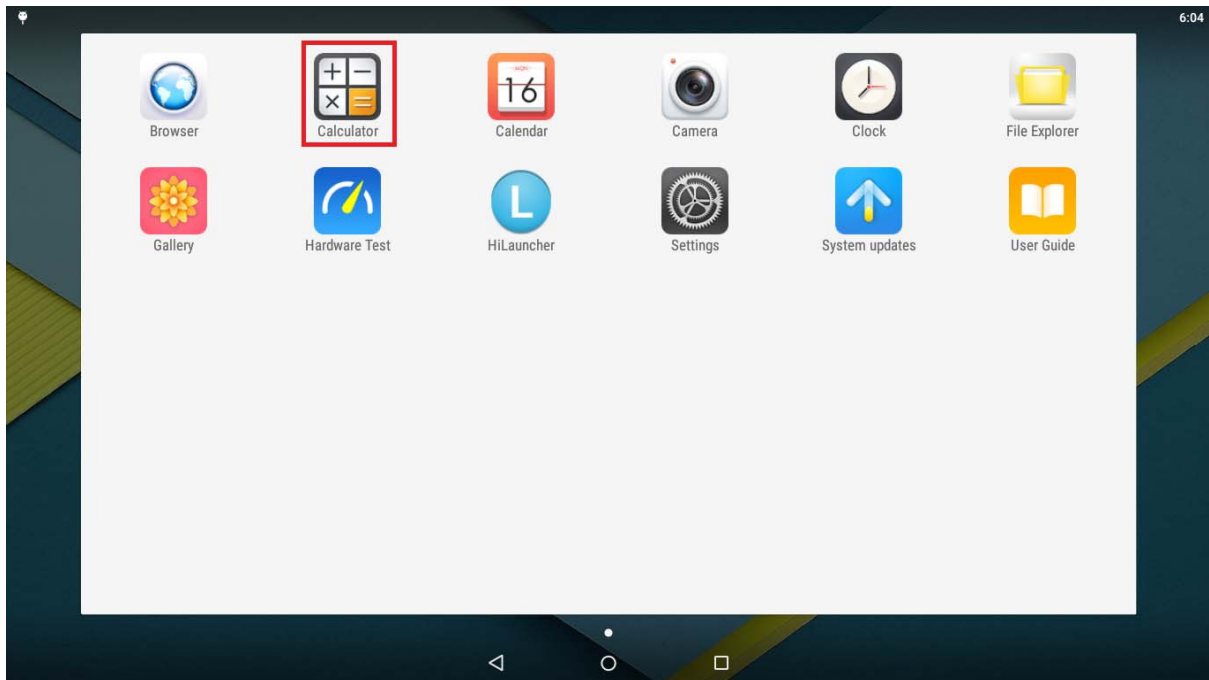 6:04
MON
16
Browser
Calculator
Calendar
Camera
Clock
File Explorer
L
Gallery
Hardware Test
HiLauncher
Settings
System updates
User Guide